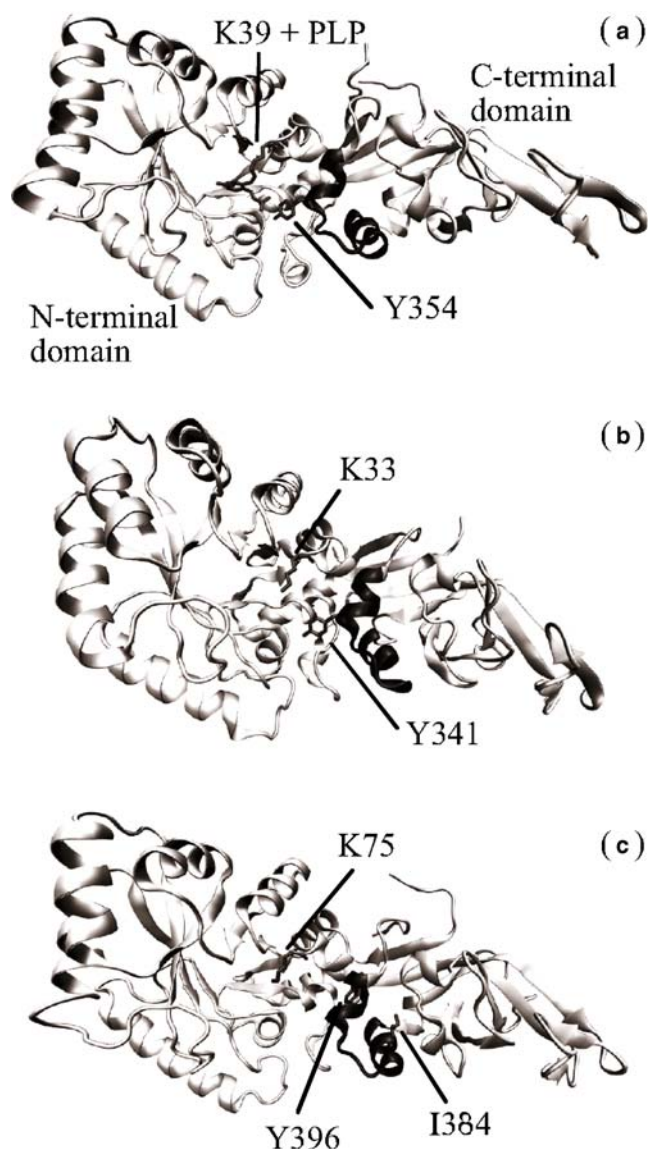 (a)
K39 + PLP
C-terminal
domain
Y354
N-terminal
domain
(b)
K33
Y341
(c)
K75
Y396
I384